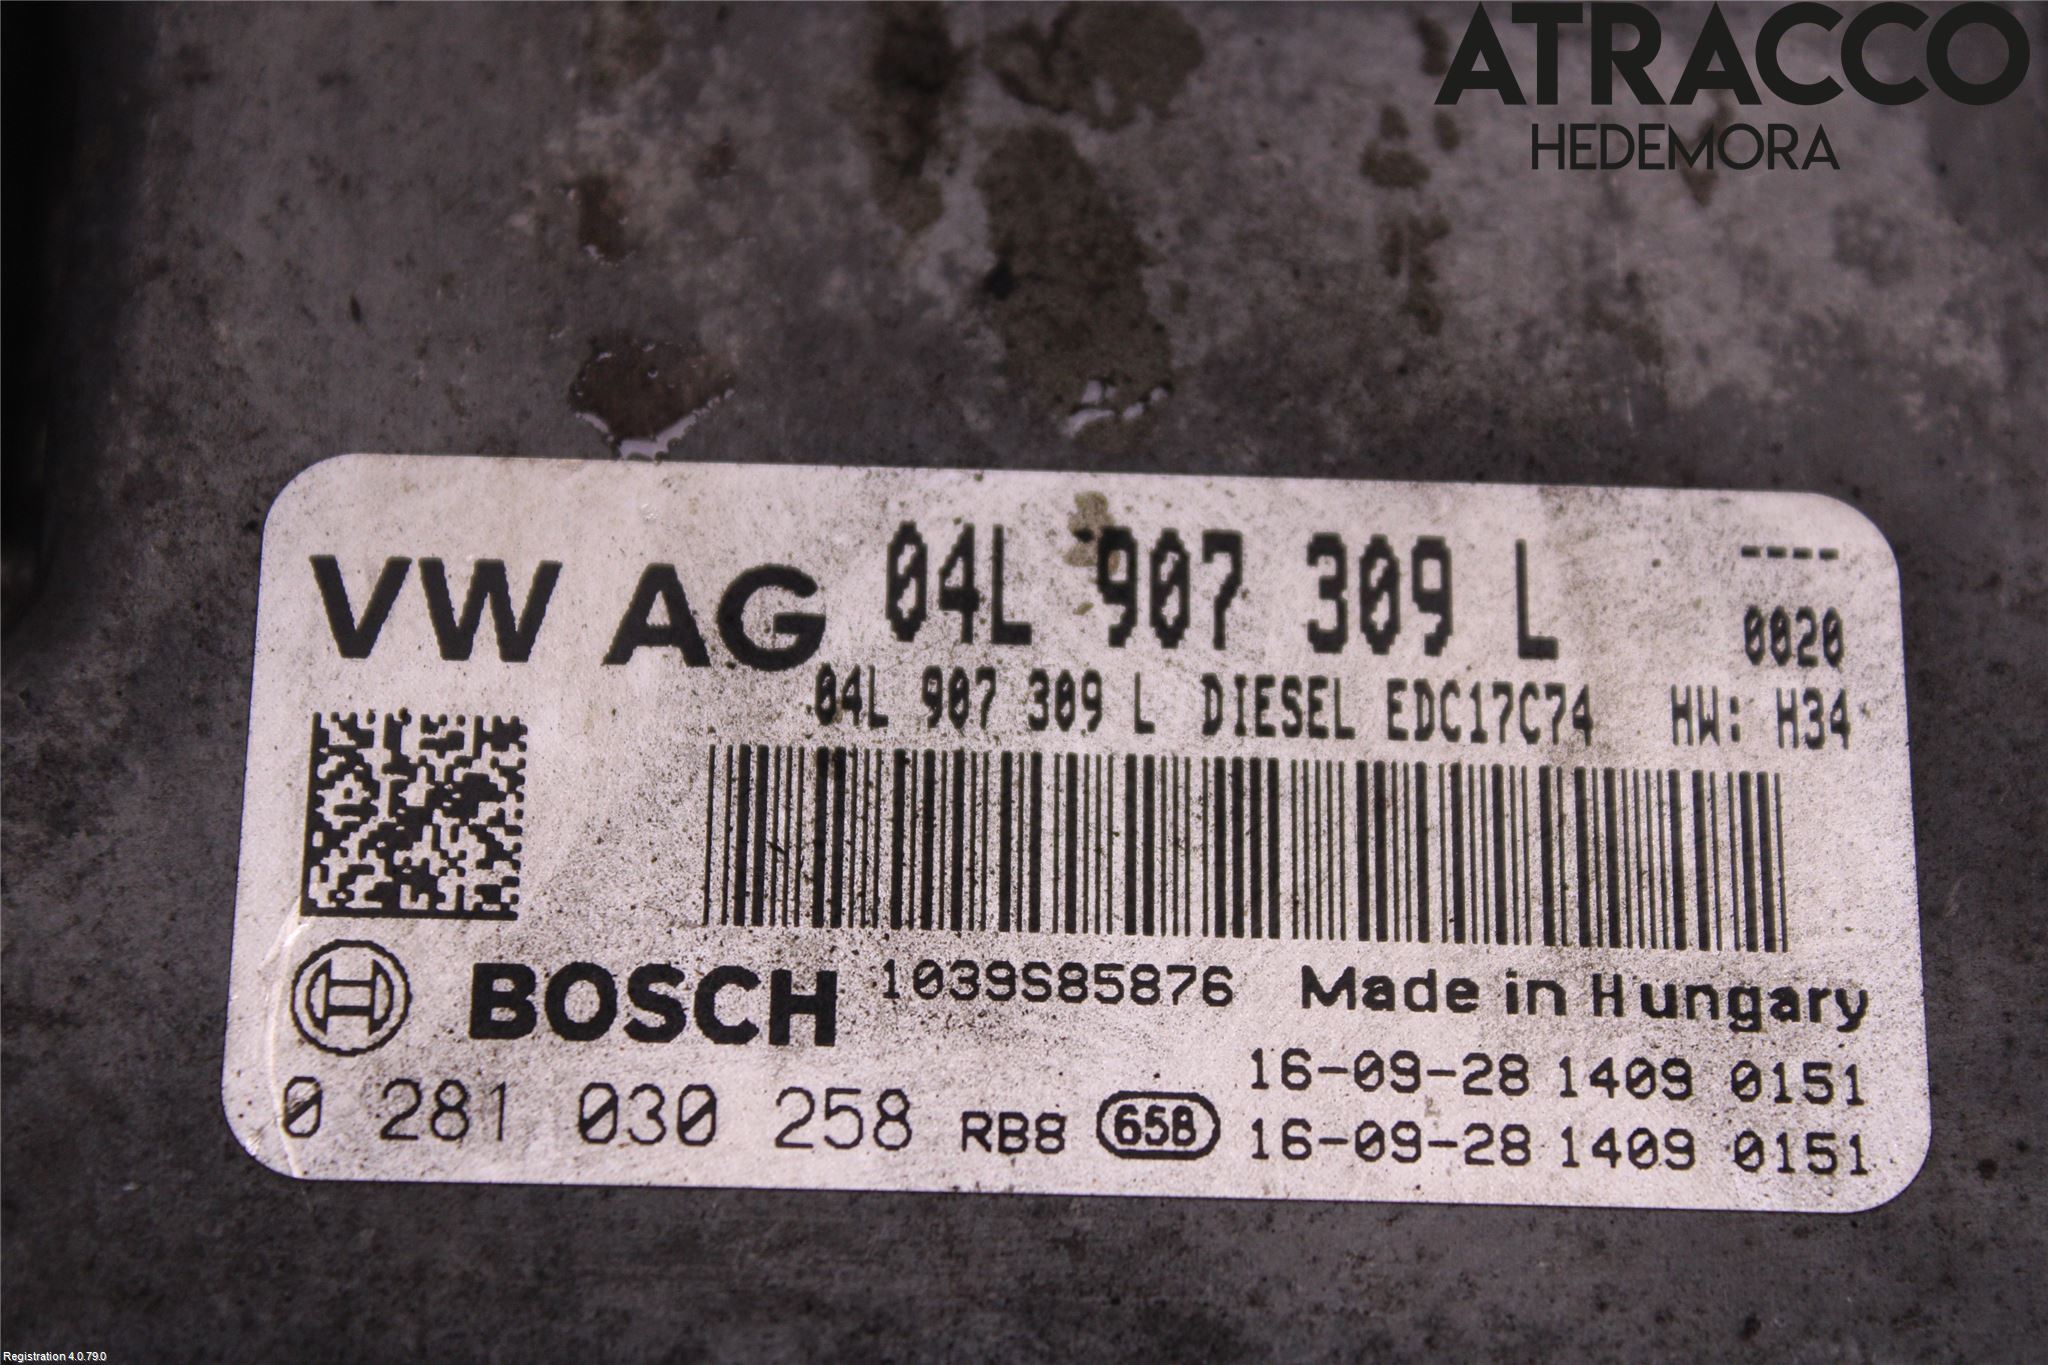 ATRACCO
HEDEMORA
VW AG 04L 907 309 L ----
0020
04L 907 309 L DIESEL EDC17C74 HW: H34
BOSCH 1039S85876 Made in Hungary
0 281 030 258 RB8 65B 16-09-28 1409 0151
16-09-28 1409 0151
Registration 4.0.79.0